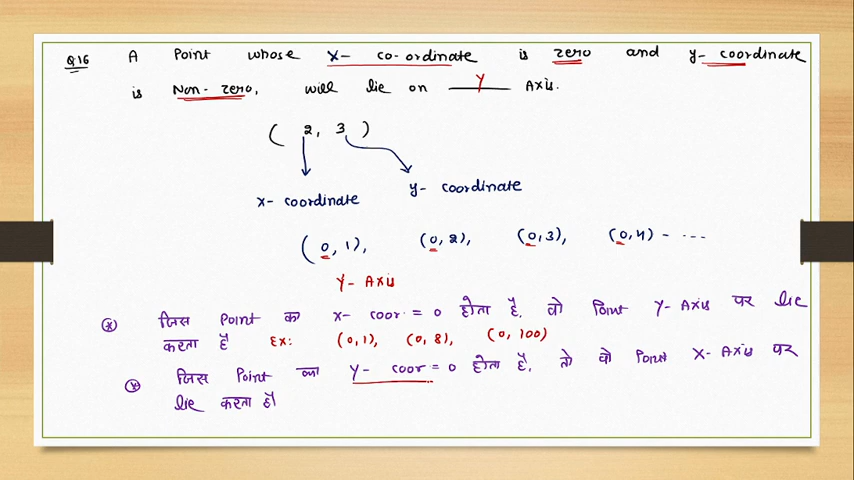 Q16 A Point whose x- co-ordinate is zero and y- coordinate
is Non-zero, will lie on Y Axis.
( 2, 3 )
x- coordinate
y- coordinate
(0, 1), (0, 2), (0, 3), (0, 4) - ----
Y- Axis
जिस Point का x- coor. = 0 होता है, वो Point Y- Axis पर lie
करता है Ex: (0, 1), (0, 8), (0, 100)
जिस Point का Y- coor = 0 होता है, तो वो Point X- Axis पर
lie करता है